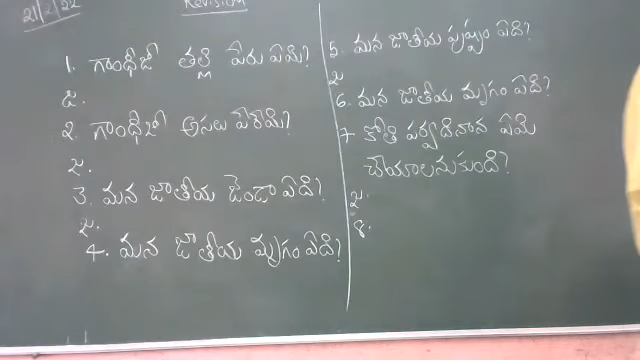 21/2/22
Revision
1. గాంధీజీ తల్లి పేరు ఏమి?
జ.
2. గాంధీజీ అసలు పేరేమి?
జ.
3. మన జాతీయ జెండా ఏది?
జ.
4. మన జాతీయ మృగం ఏది?
5. మన జాతీయ పుష్పం ఏది?
జ
6. మన జాతీయ మృగం ఏది?
7 కోతి పర్వదినాన ఏమి
చేయాలనుకుంది?
జ.
8.